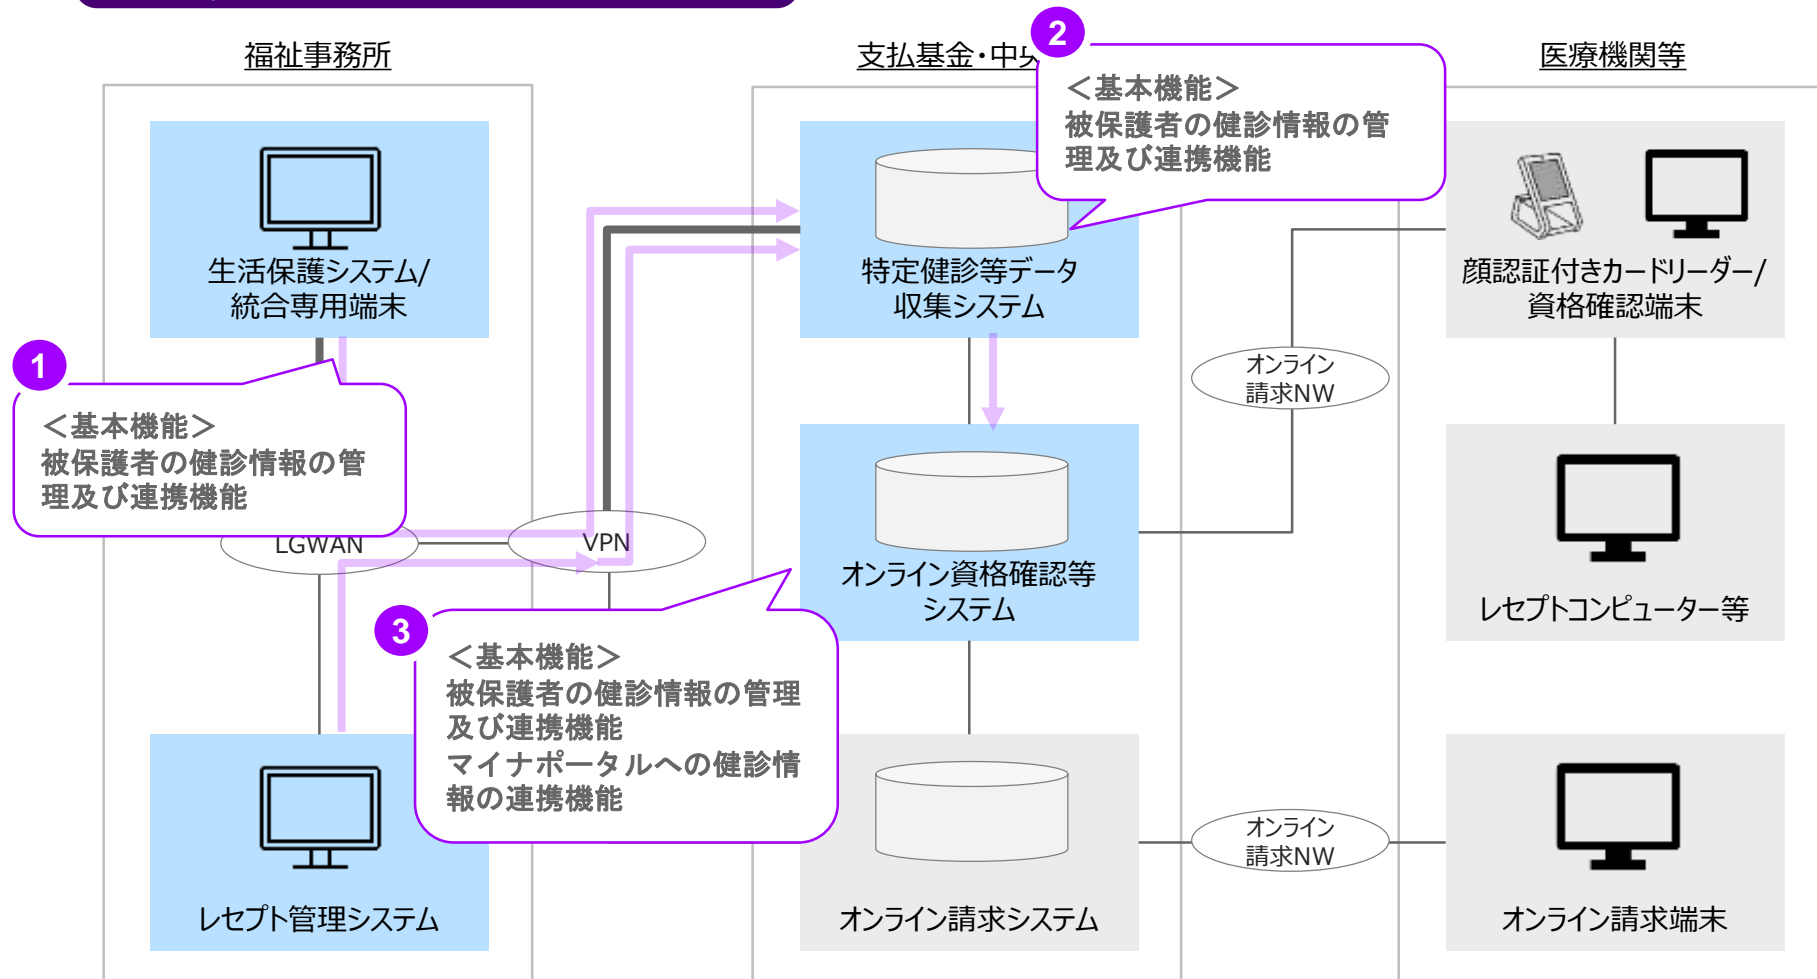 福祉事務所
生活保護システム/
統合専用端末
1
<基本機能>
被保護者の健診情報の管
理及び連携機能
LGWAN
VPN
レセプト管理システム
支払基金・中
2
<基本機能>
被保護者の健診情報の管
理及び連携機能
特定健診等データ
収集システム
オンライン資格確認等
システム
3
<基本機能>
被保護者の健診情報の管理
及び連携機能
マイナポータルへの健診情
報の連携機能
オンライン請求システム
オンライン
請求NW
オンライン
請求NW
医療機関等
顔認証付きカードリーダー/
資格確認端末
レセプトコンピューター等
オンライン請求端末